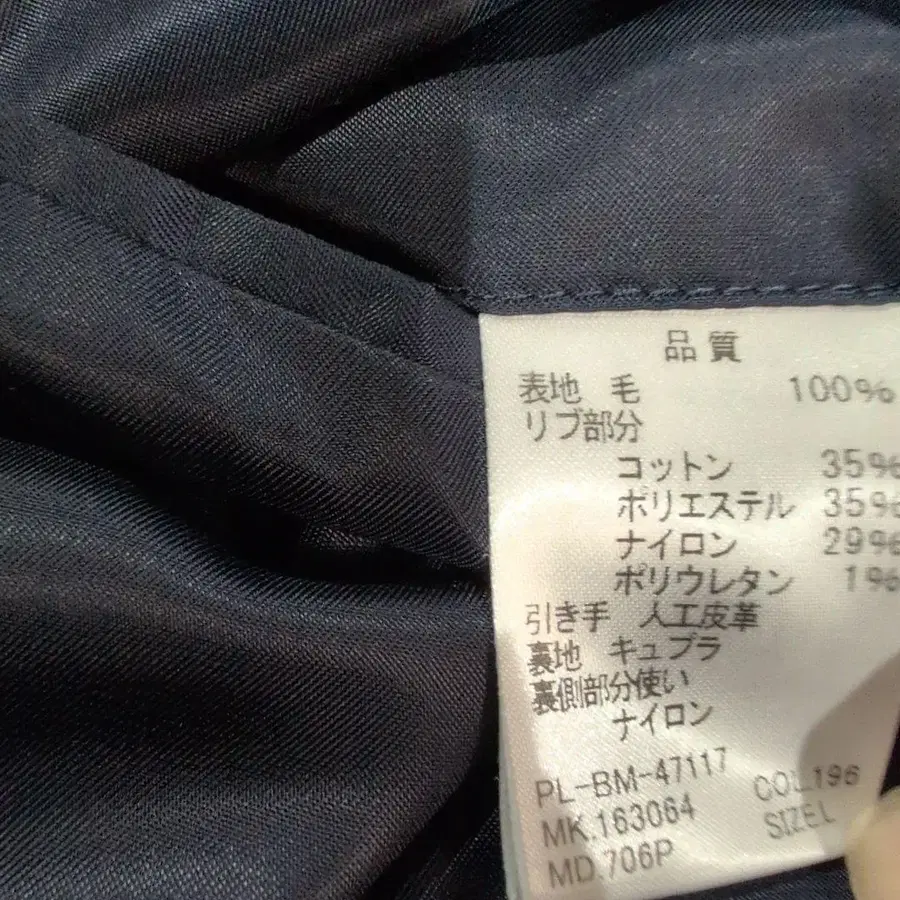 品質
表地 毛 100%
リブ部分
コットン 35%
ポリエステル 35%
ナイロン 29%
ポリウレタン 1%
引き手 人工皮革
裏地 キュプラ
裏側部分使い
ナイロン
PL-BM-47117 COL.196
MK.163064 SIZE L
MD.706P